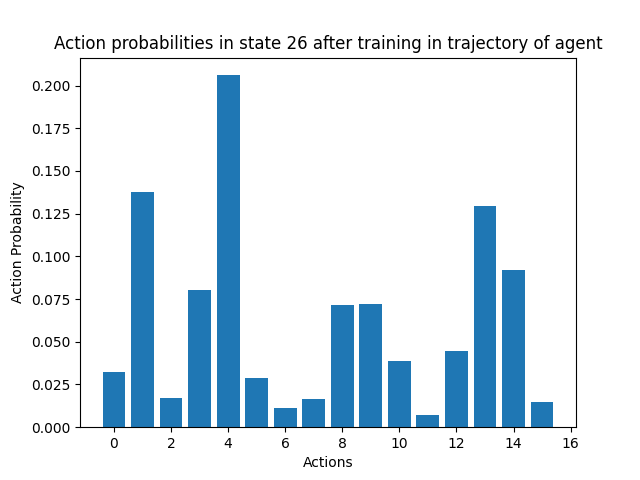 Action probabilities in state 26 after training in trajectory of agent
0.200
0.175
0.150
0.125
0.100
0.075
0.050
0.025
0.000
Action Probability
0 2 4 6 8 10 12 14 16
Actions